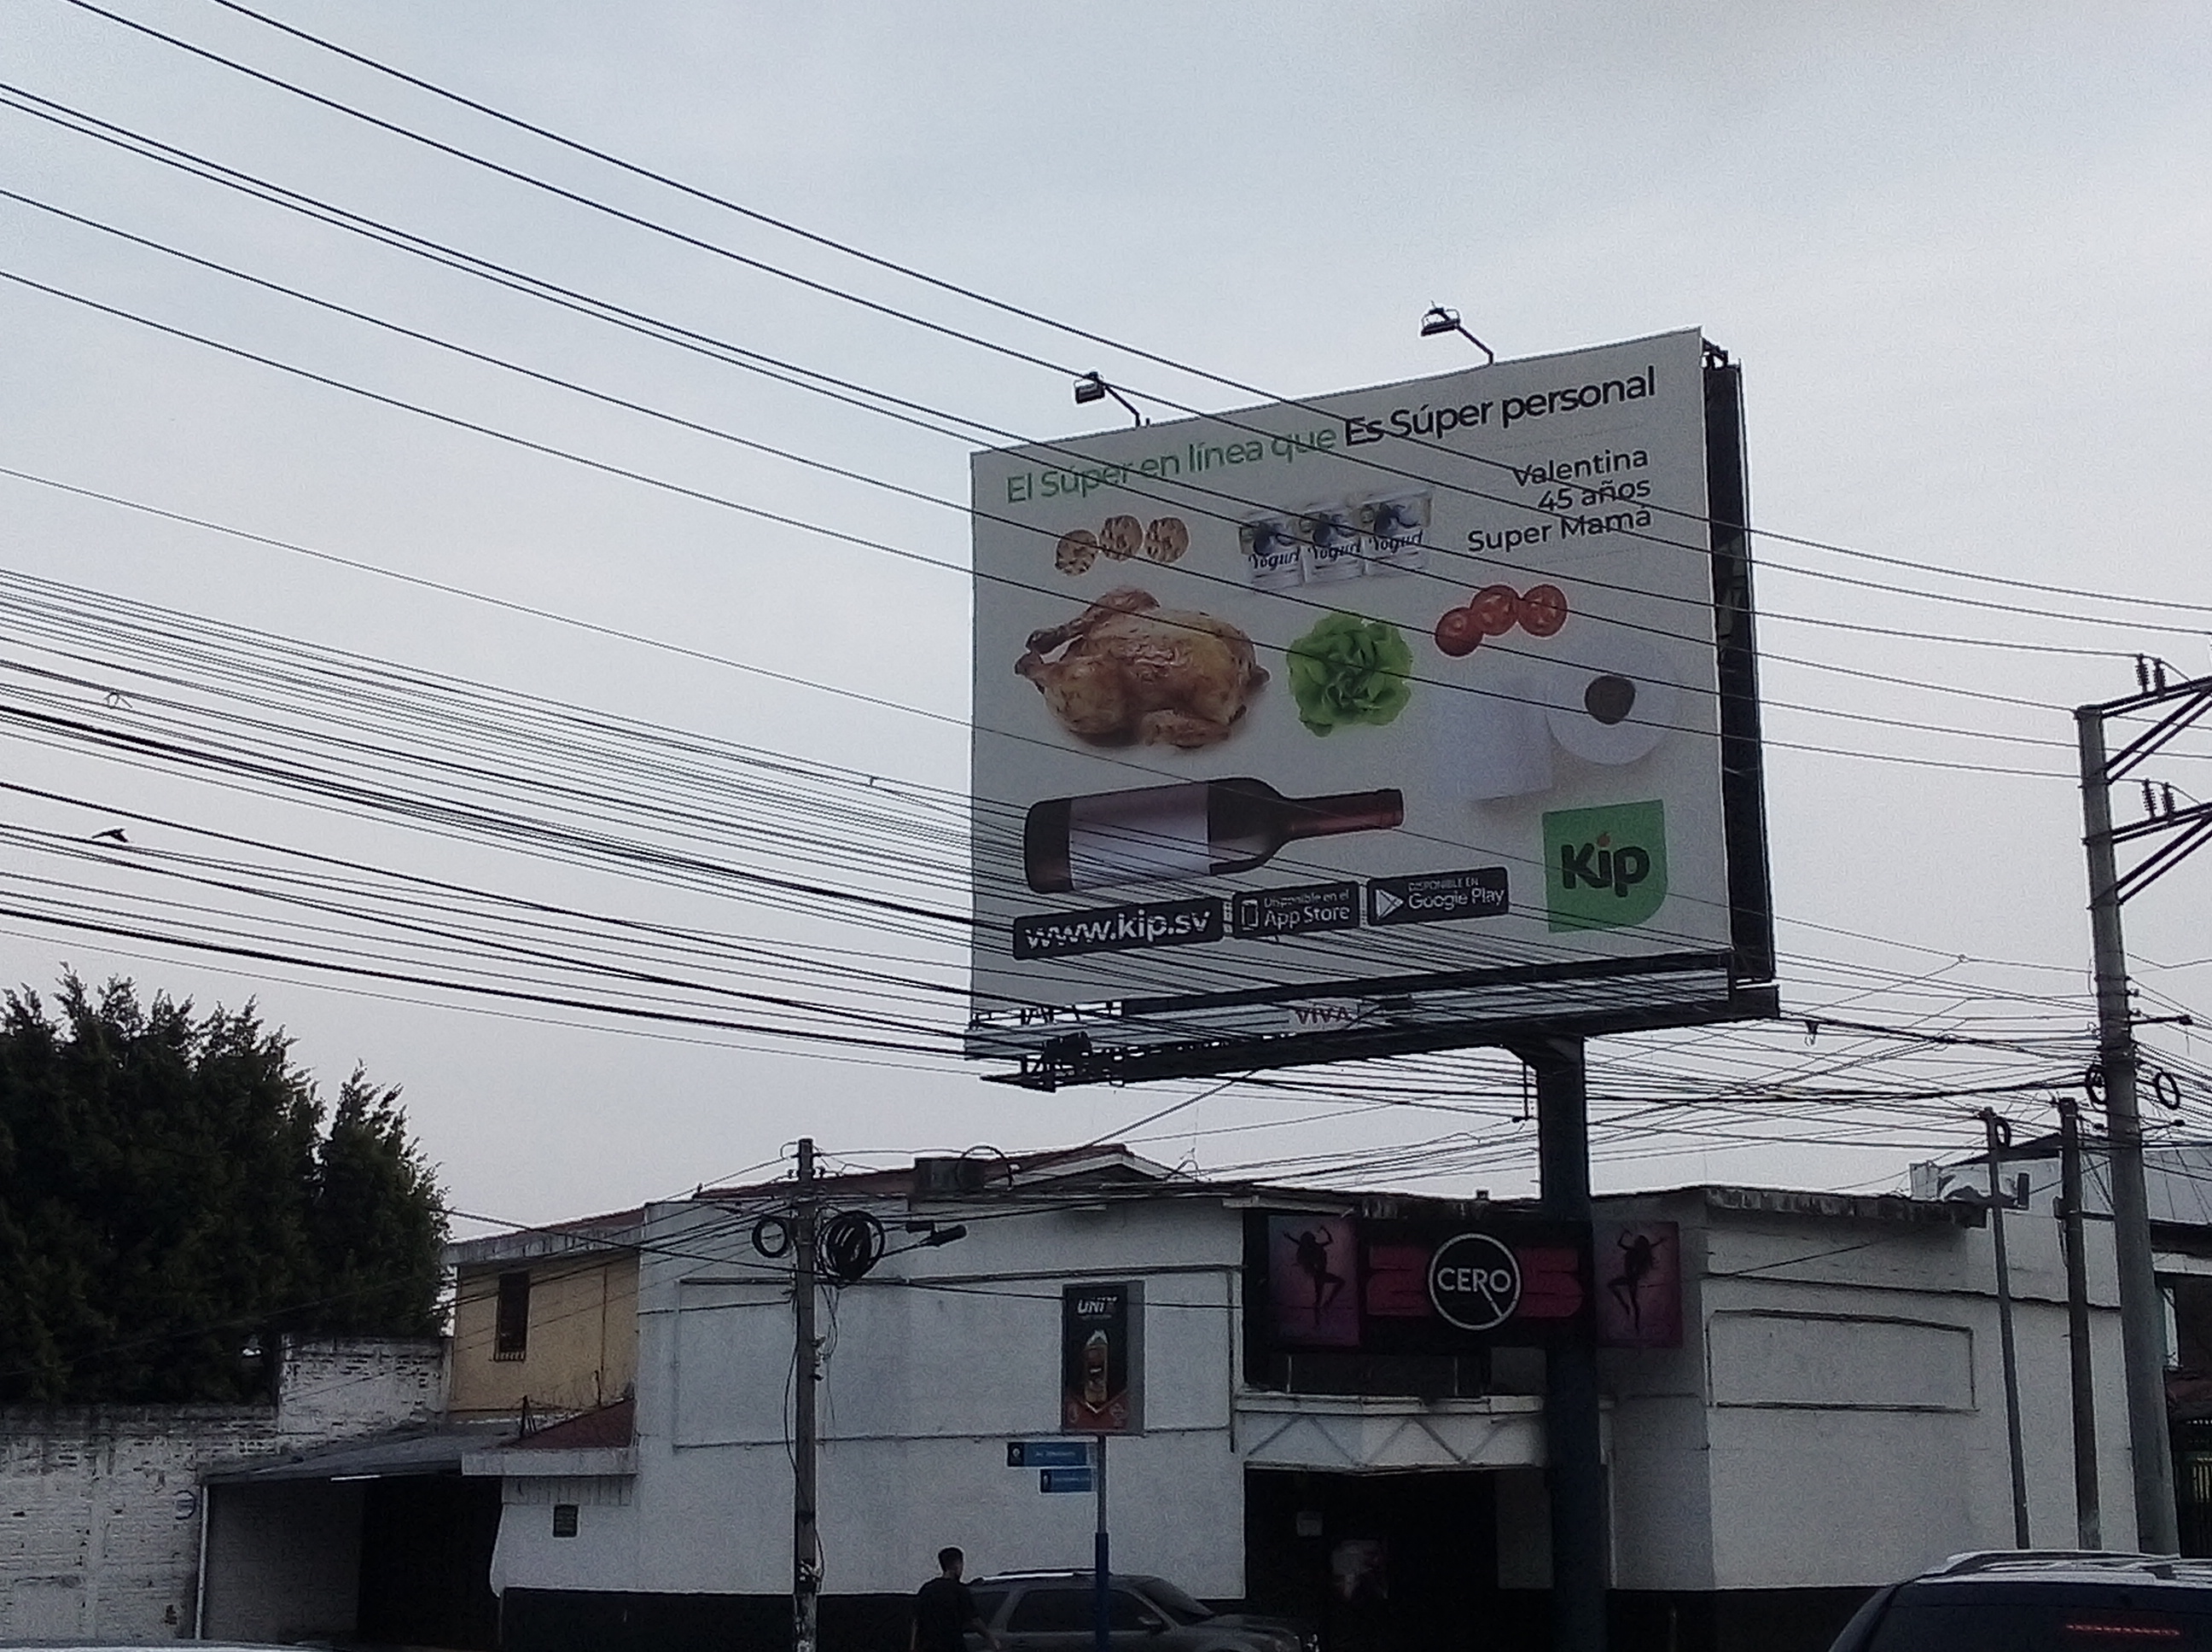 El Súper en línea que Es Súper personal
Valentina
45 años
Super Mamá
Yogurt Yogurt Yogurt
Kip
www.kip.sv
Disponible en el
App Store
DISPONIBLE EN
Google Play
VIVA
CERO